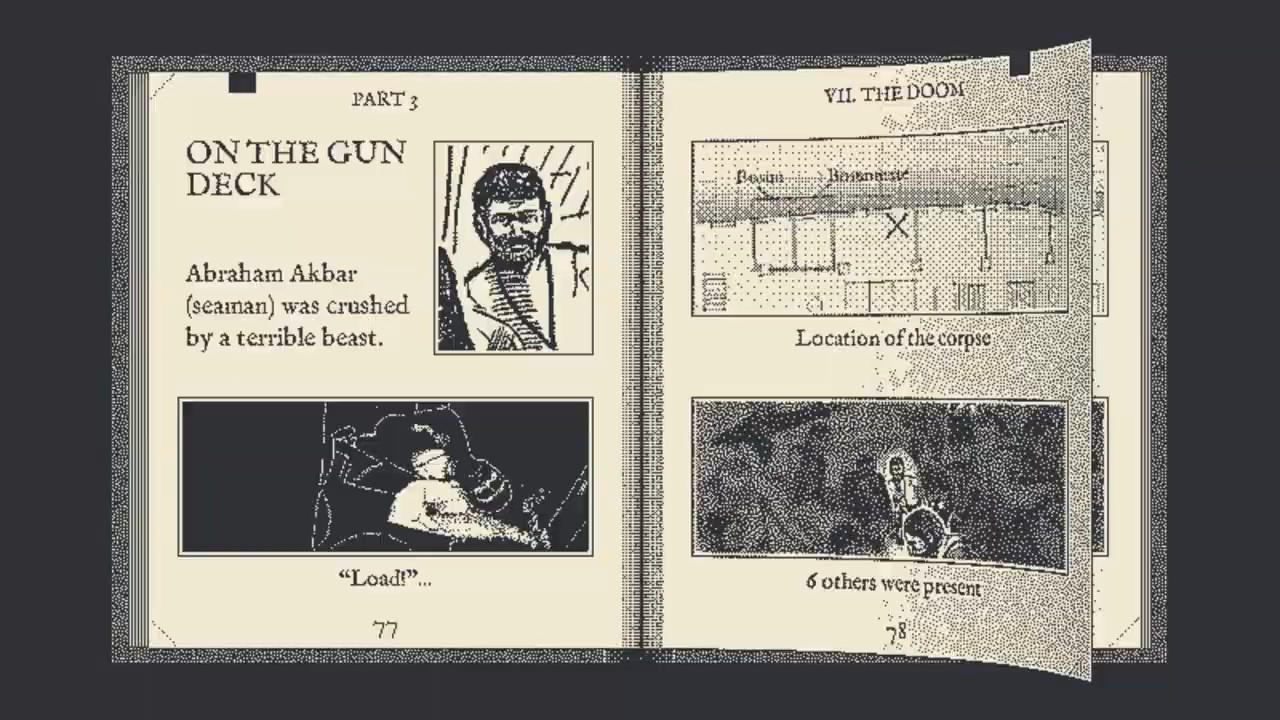 PART 3
ON THE GUN
DECK
Abraham Akbar
(seaman) was crushed
by a terrible beast.
"Load!"...
77
VII. THE DOOM
Location of the corpse
6 others were present
78